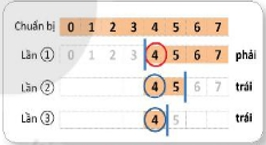 Chuẩn bị 0 1 2 3 4 5 6 7
Lần ① 0 1 2 3 4 5 6 7 phải
Lần ② 4 5 6 7 trái
Lần ③ 4 5 trái